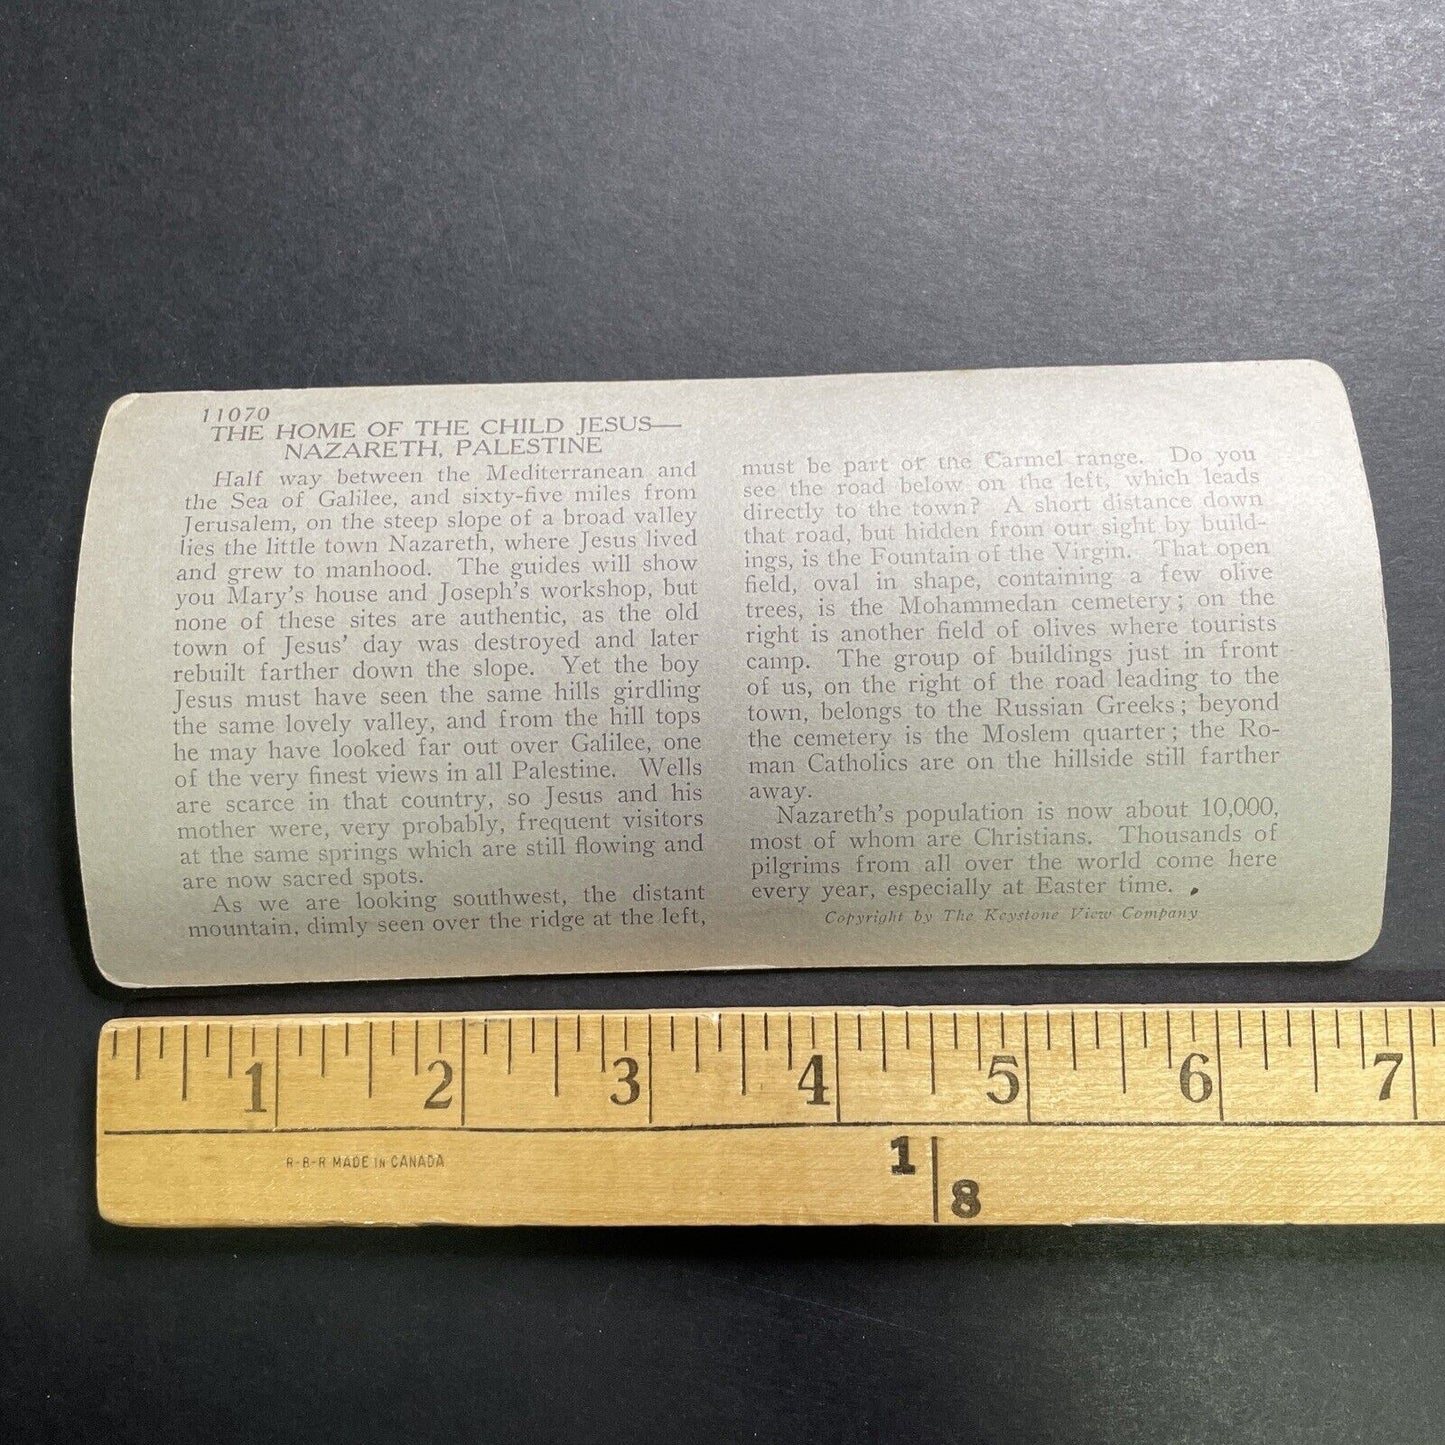 11070
THE HOME OF THE CHILD JESUS—
NAZARETH, PALESTINE
Half way between the Mediterranean and
the Sea of Galilee, and sixty-five miles from
Jerusalem, on the steep slope of a broad valley
lies the little town Nazareth, where Jesus lived
and grew to manhood. The guides will show
you Mary's house and Joseph's workshop, but
none of these sites are authentic, as the old
town of Jesus' day was destroyed and later
rebuilt farther down the slope. Yet the boy
Jesus must have seen the same hills girdling
the same lovely valley, and from the hill tops
he may have looked far out over Galilee, one
of the very finest views in all Palestine. Wells
are scarce in that country, so Jesus and his
mother were, very probably, frequent visitors
at the same springs which are still flowing and
are now sacred spots.
As we are looking southwest, the distant
mountain, dimly seen over the ridge at the left,
must be part of the Carmel range. Do you
see the road below on the left, which leads
directly to the town? A short distance down
that road, but hidden from our sight by build-
ings, is the Fountain of the Virgin. That open
field, oval in shape, containing a few olive
trees, is the Mohammedan cemetery; on the
right is another field of olives where tourists
camp. The group of buildings just in front
of us, on the right of the road leading to the
town, belongs to the Russian Greeks; beyond
the cemetery is the Moslem quarter; the Ro-
man Catholics are on the hillside still farther
away.
Nazareth's population is now about 10,000,
most of whom are Christians. Thousands of
pilgrims from all over the world come here
every year, especially at Easter time.
Copyright by The Keystone View Company
1 2 3 4 5 6 7
R-B-R MADE IN CANADA
1
8